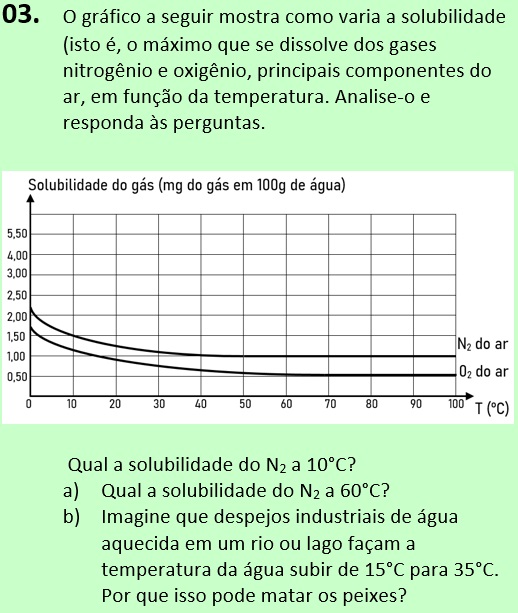 03. O gráfico a seguir mostra como varia a solubilidade
(isto é, o máximo que se dissolve dos gases
nitrogênio e oxigênio, principais componentes do
ar, em função da temperatura. Analise-o e
responda às perguntas.
Solubilidade do gás (mg do gás em 100g de água)
5,50
4,00
3,00
2,50
2,00
1,50
1,00
0,50
N₂ do ar
O₂ do ar
0 10 20 30 40 50 60 70 80 90 100 T (ºC)
Qual a solubilidade do N₂ a 10°C?
a) Qual a solubilidade do N₂ a 60°C?
b) Imagine que despejos industriais de água
aquecida em um rio ou lago façam a
temperatura da água subir de 15°C para 35°C.
Por que isso pode matar os peixes?